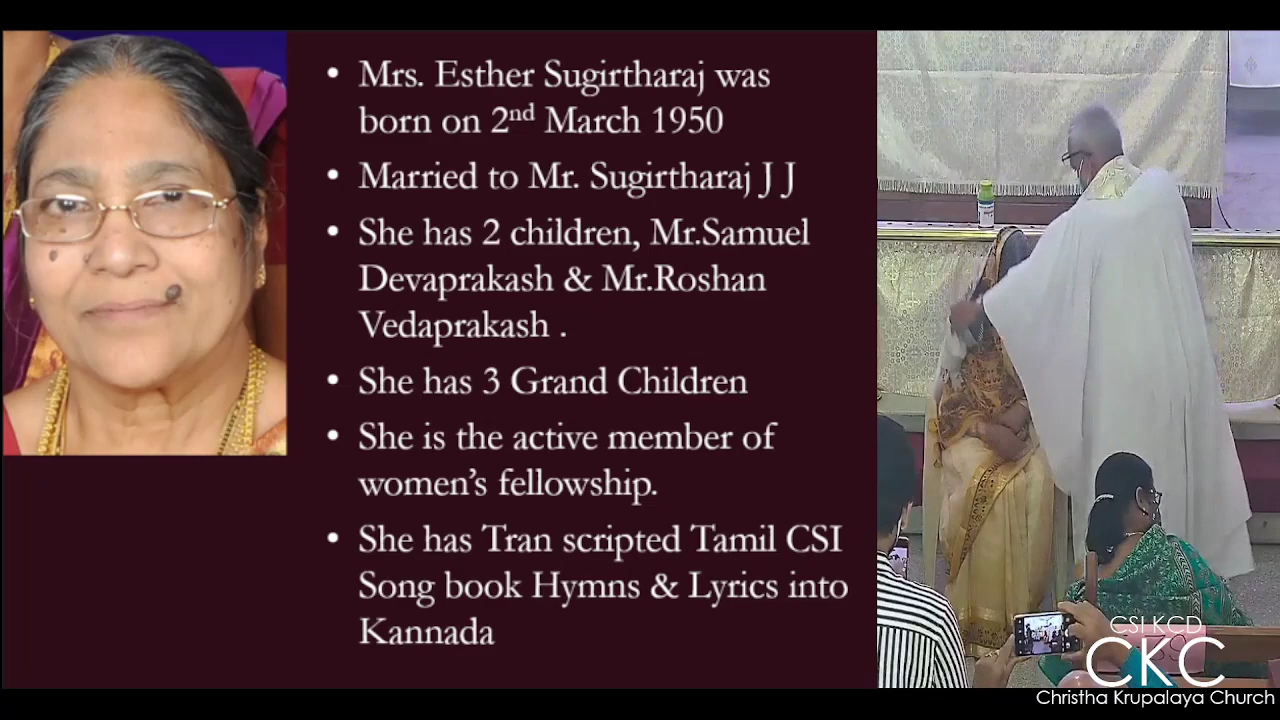 • Mrs. Esther Sugirtharaj was
born on 2nd March 1950
• Married to Mr. Sugirtharaj J J
• She has 2 children, Mr.Samuel
Devaprakash & Mr.Roshan
Vedaprakash .
• She has 3 Grand Children
• She is the active member of
women's fellowship.
• She has Tran scripted Tamil CSI
Song book Hymns & Lyrics into
Kannada
CSI KCD
CKC
Christha Krupalaya Church